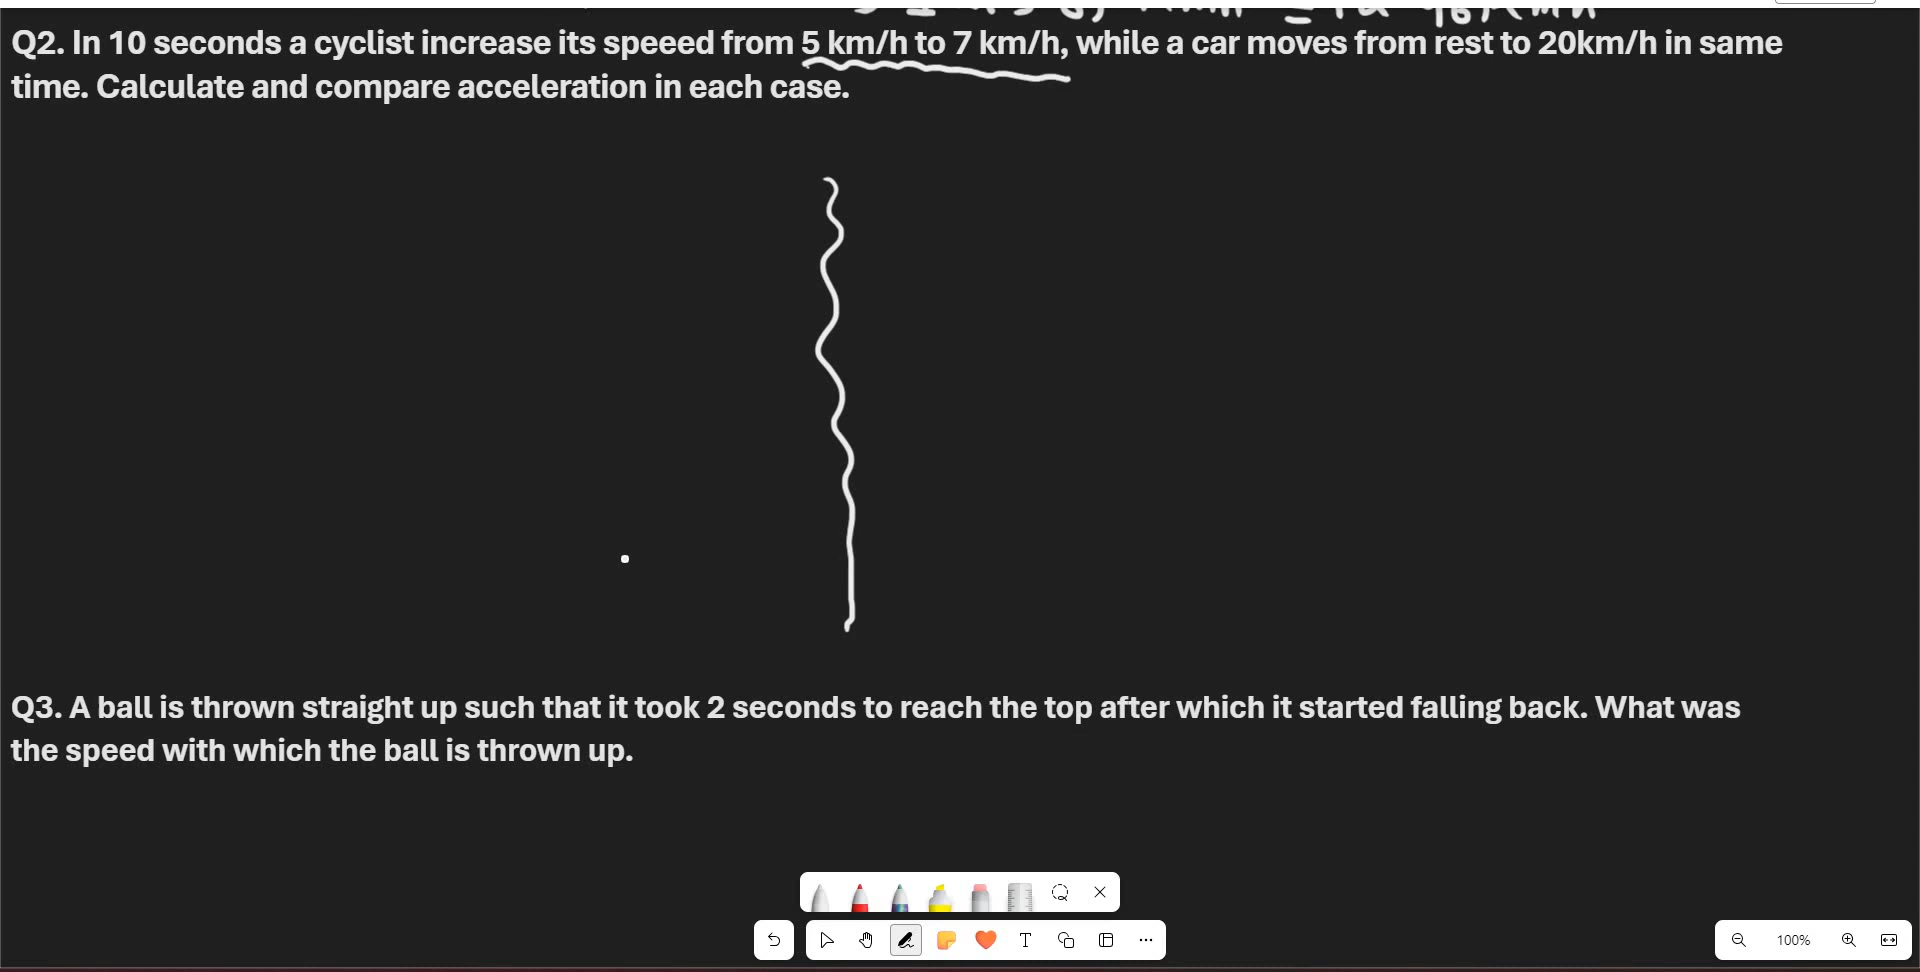 Q2. In 10 seconds a cyclist increase its speeed from 5 km/h to 7 km/h, while a car moves from rest to 20km/h in same
time. Calculate and compare acceleration in each case.
Q3. A ball is thrown straight up such that it took 2 seconds to reach the top after which it started falling back. What was
the speed with which the ball is thrown up.
T
100%